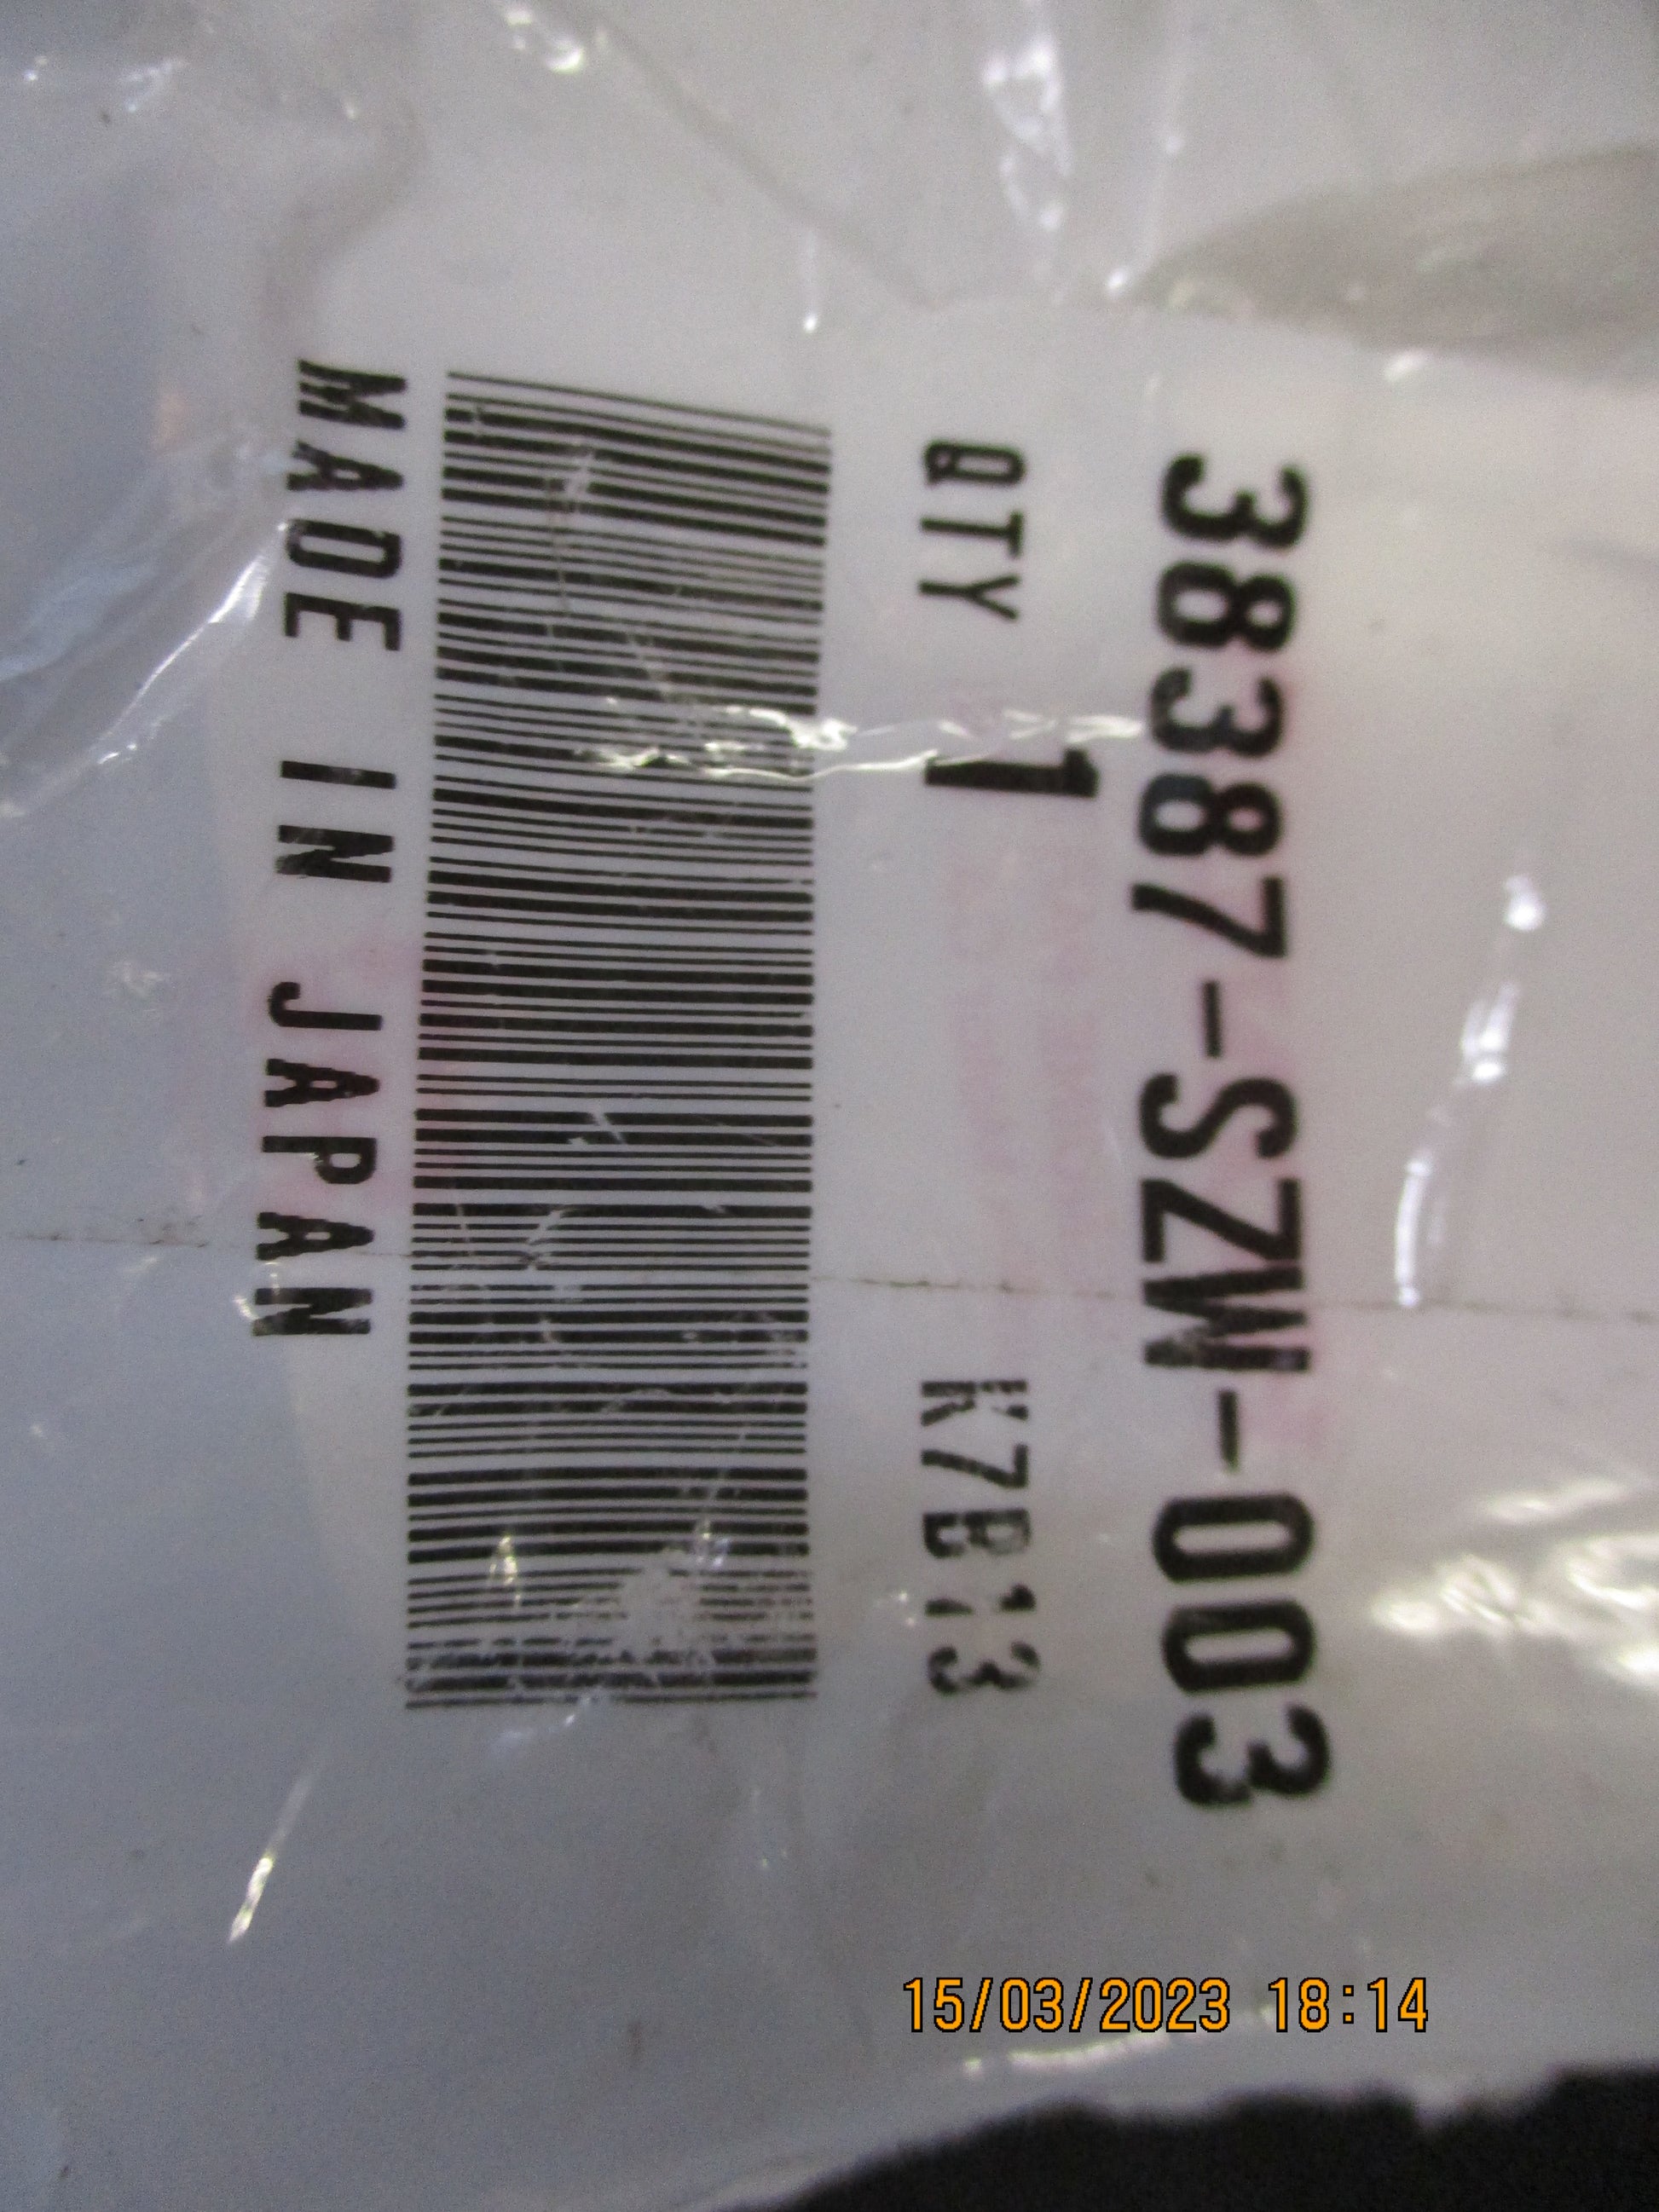 38387-SZW-003
QTY 1 K7B13
MADE IN JAPAN
15/03/2023 18:14